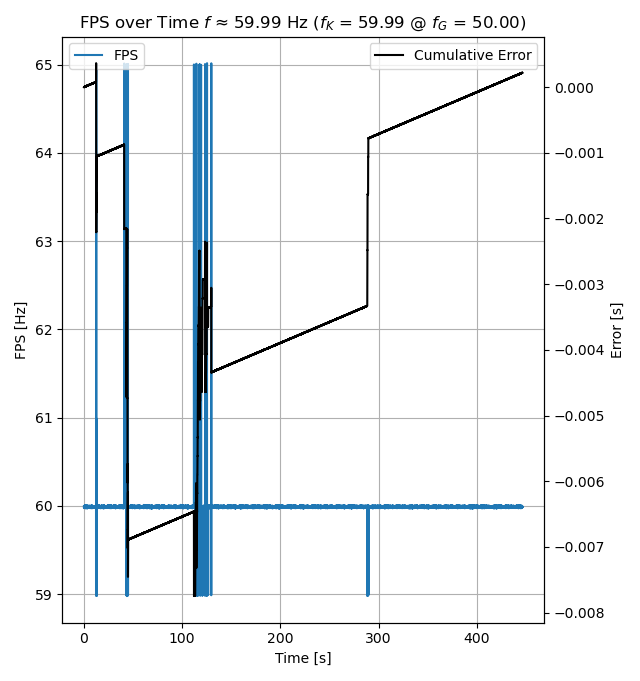 FPS over Time f ≈ 59.99 Hz (f_K = 59.99 @ f_G = 50.00)
FPS
Cumulative Error
65
64
63
62
61
60
59
FPS [Hz]
0.000
−0.001
−0.002
−0.003
−0.004
−0.005
−0.006
−0.007
−0.008
Error [s]
0 100 200 300 400
Time [s]